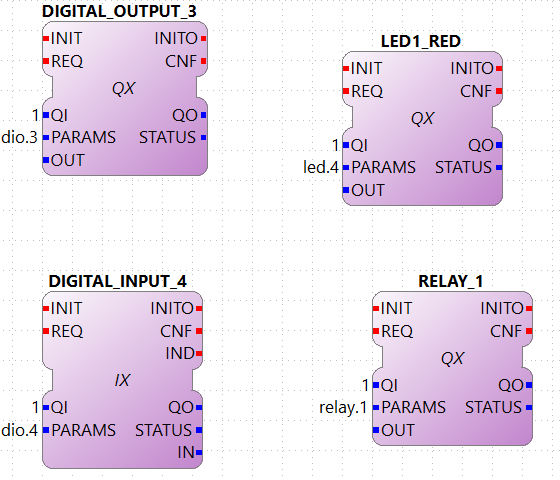 DIGITAL_OUTPUT_3
INIT INITO
REQ CNF
QX
1 QI QO
dio.3 PARAMS STATUS
OUT
LED1_RED
INIT INITO
REQ CNF
QX
1 QI QO
led.4 PARAMS STATUS
OUT
DIGITAL_INPUT_4
INIT INITO
REQ CNF
IND
IX
1 QI QO
dio.4 PARAMS STATUS
IN
RELAY_1
INIT INITO
REQ CNF
QX
1 QI QO
relay.1 PARAMS STATUS
OUT